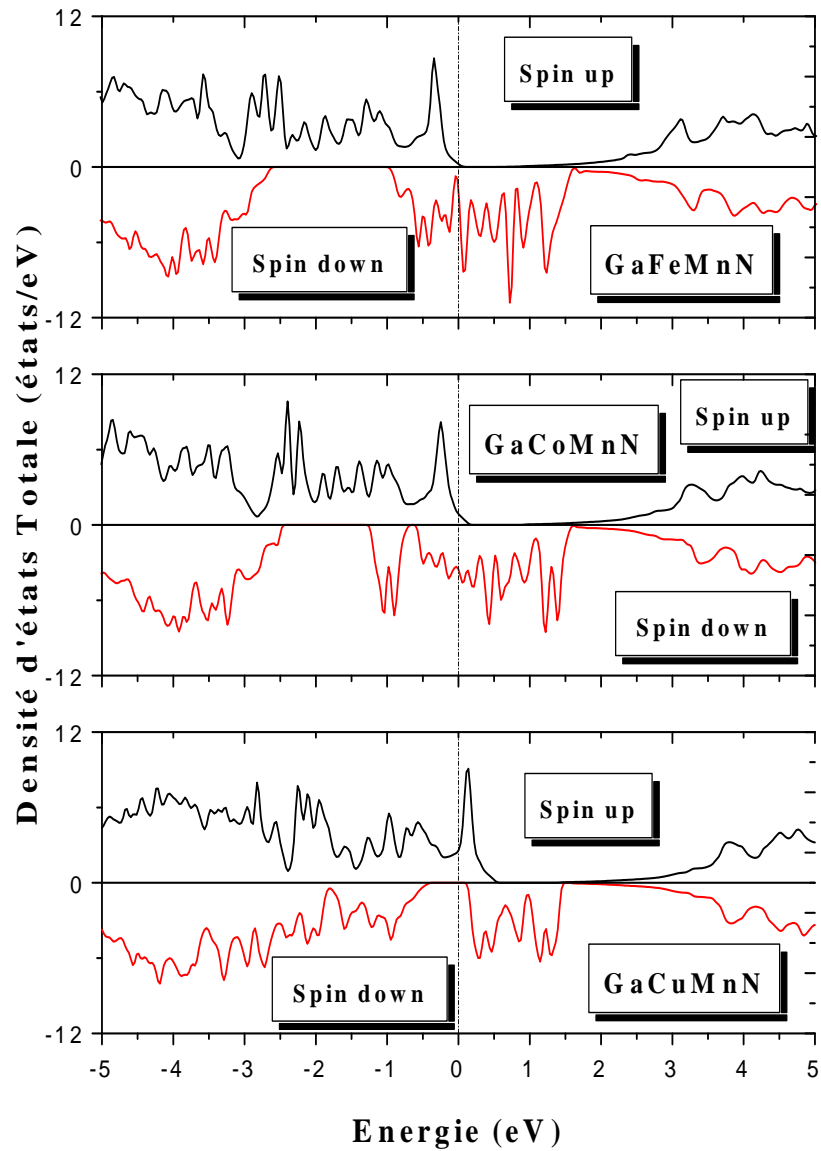 Densité d'états Totale (états/eV)
12
0
-12
Spin up
Spin down
GaFeMnN
12
0
-12
GaCoMnN
Spin up
Spin down
12
0
-12
Spin up
Spin down
GaCuMnN
-5 -4 -3 -2 -1 0 1 2 3 4 5
Energie (eV)